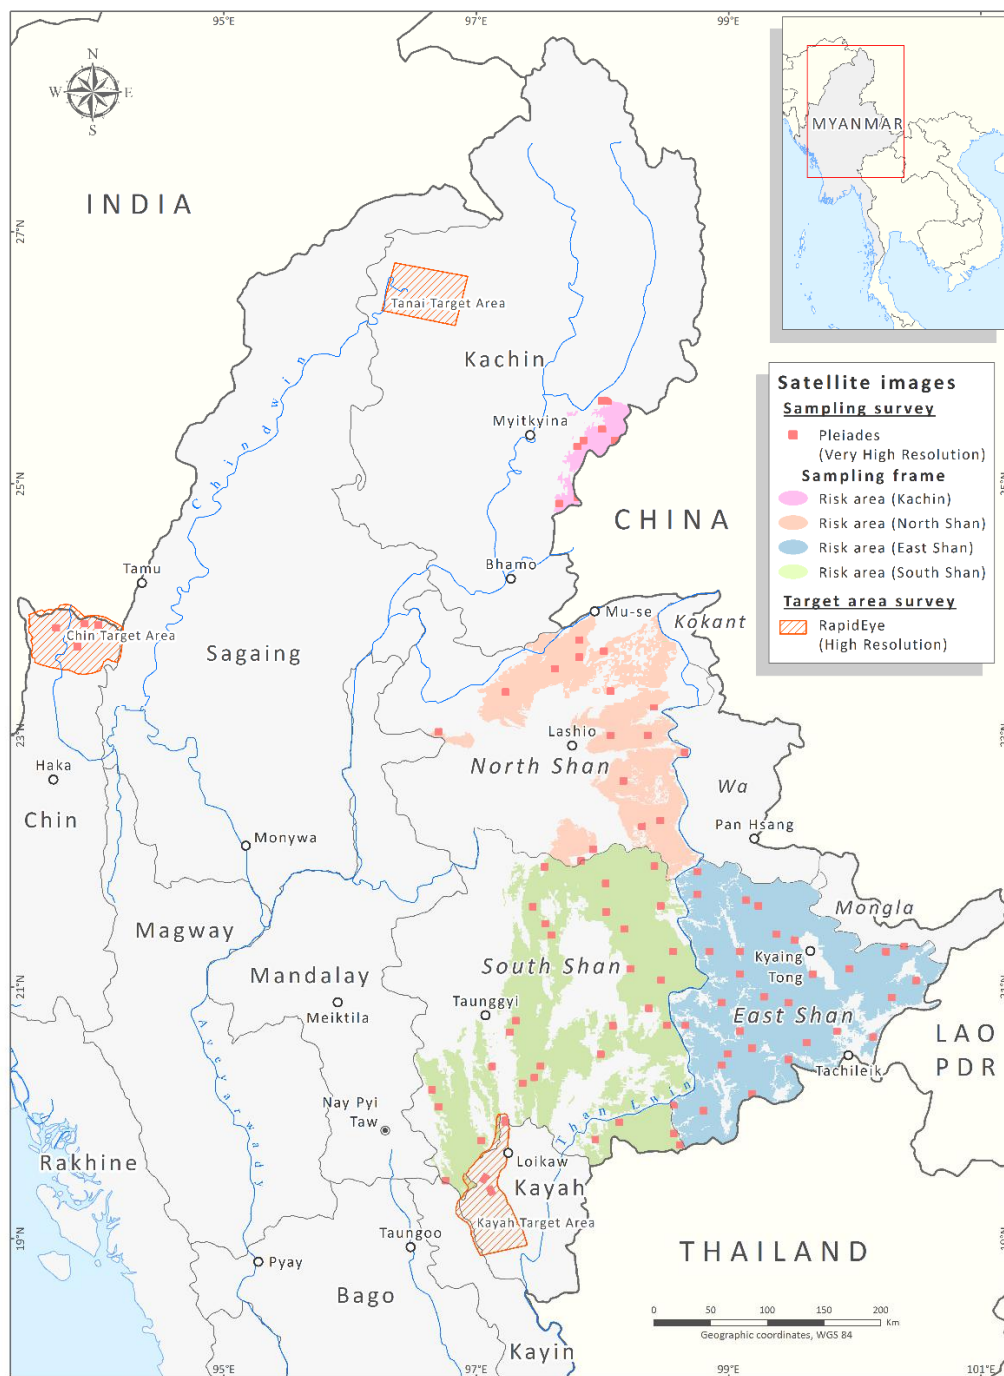 95°E
97°E
99°E
N
W
E
S
MYANMAR
INDIA
27°N
Tanai Target Area
Kachin
Chindwin
Myitkyina
Satellite images
Sampling survey
Pleiades
(Very High Resolution)
Sampling frame
Risk area (Kachin)
Risk area (North Shan)
Risk area (East Shan)
Risk area (South Shan)
Target area survey
RapidEye
(High Resolution)
25°N
CHINA
Bhamo
Tamu
Mu-se
Kokant
Chin Target Area
Sagaing
23°N
Lashio
North Shan
Haka
Wa
Chin
Pan Hsang
Monywa
Mongla
Magway
Mandalay
South Shan
Kyaing
Tong
21°N
Meiktila
Taunggyi
East Shan
LAO
PDR
Ayeyarwady
Tachileik
Nay Pyi
Taw
Than Lwin
Rakhine
Loikaw
Kayah
Kayah Target Area
19°N
Taungoo
THAILAND
Pyay
Bago
0
50
100
150
200
Km
Geographic coordinates, WGS 84
Kayin
95°E
97°E
99°E
101°E